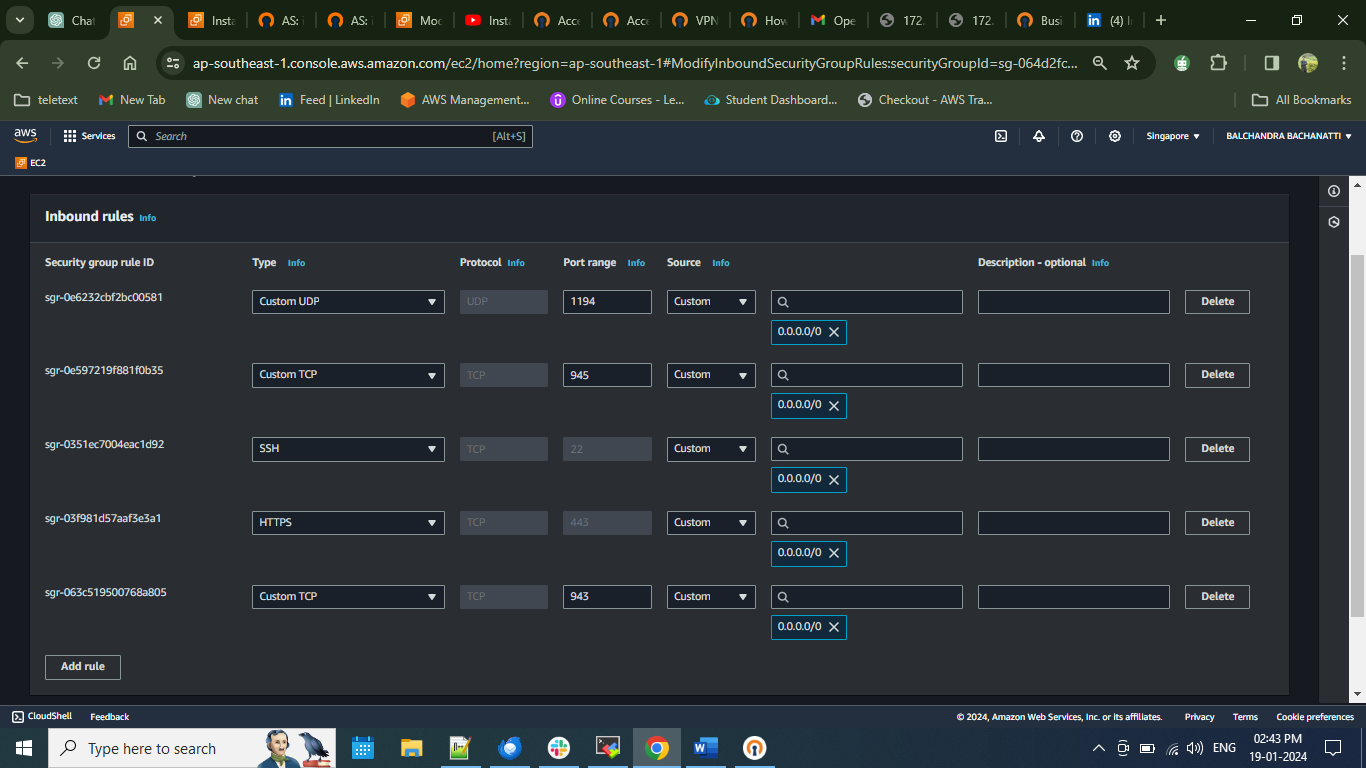 Chat
Insta
AS:
AS:
Moc
Insta
Acce
Acce
VPN
How
Ope
172.
172.
Busi
(4)
ap-southeast-1.console.aws.amazon.com/ec2/home?region=ap-southeast-1#ModifyInboundSecurityGroupRules:securityGroupId=sg-064d2fc...
teletext
New Tab
New chat
Feed | LinkedIn
AWS Management...
Online Courses - Le...
Student Dashboard...
Checkout - AWS Tra...
All Bookmarks
aws
Services
Search
[Alt+S]
Singapore
BALCHANDRA BACHANATTI
EC2
Inbound rules Info
Security group rule ID
Type Info
Protocol Info
Port range Info
Source Info
Description - optional Info
sgr-0e6232cbf2bc00581
Custom UDP
UDP
1194
Custom
Delete
0.0.0.0/0
sgr-0e597219f881f0b35
Custom TCP
TCP
945
Custom
Delete
0.0.0.0/0
sgr-0351ec7004eac1d92
SSH
TCP
22
Custom
Delete
0.0.0.0/0
sgr-03f981d57aaf3e3a1
HTTPS
TCP
443
Custom
Delete
0.0.0.0/0
sgr-063c519500768a805
Custom TCP
TCP
943
Custom
Delete
0.0.0.0/0
Add rule
CloudShell
Feedback
© 2024, Amazon Web Services, Inc. or its affiliates.
Privacy
Terms
Cookie preferences
Type here to search
ENG
02:43 PM
19-01-2024